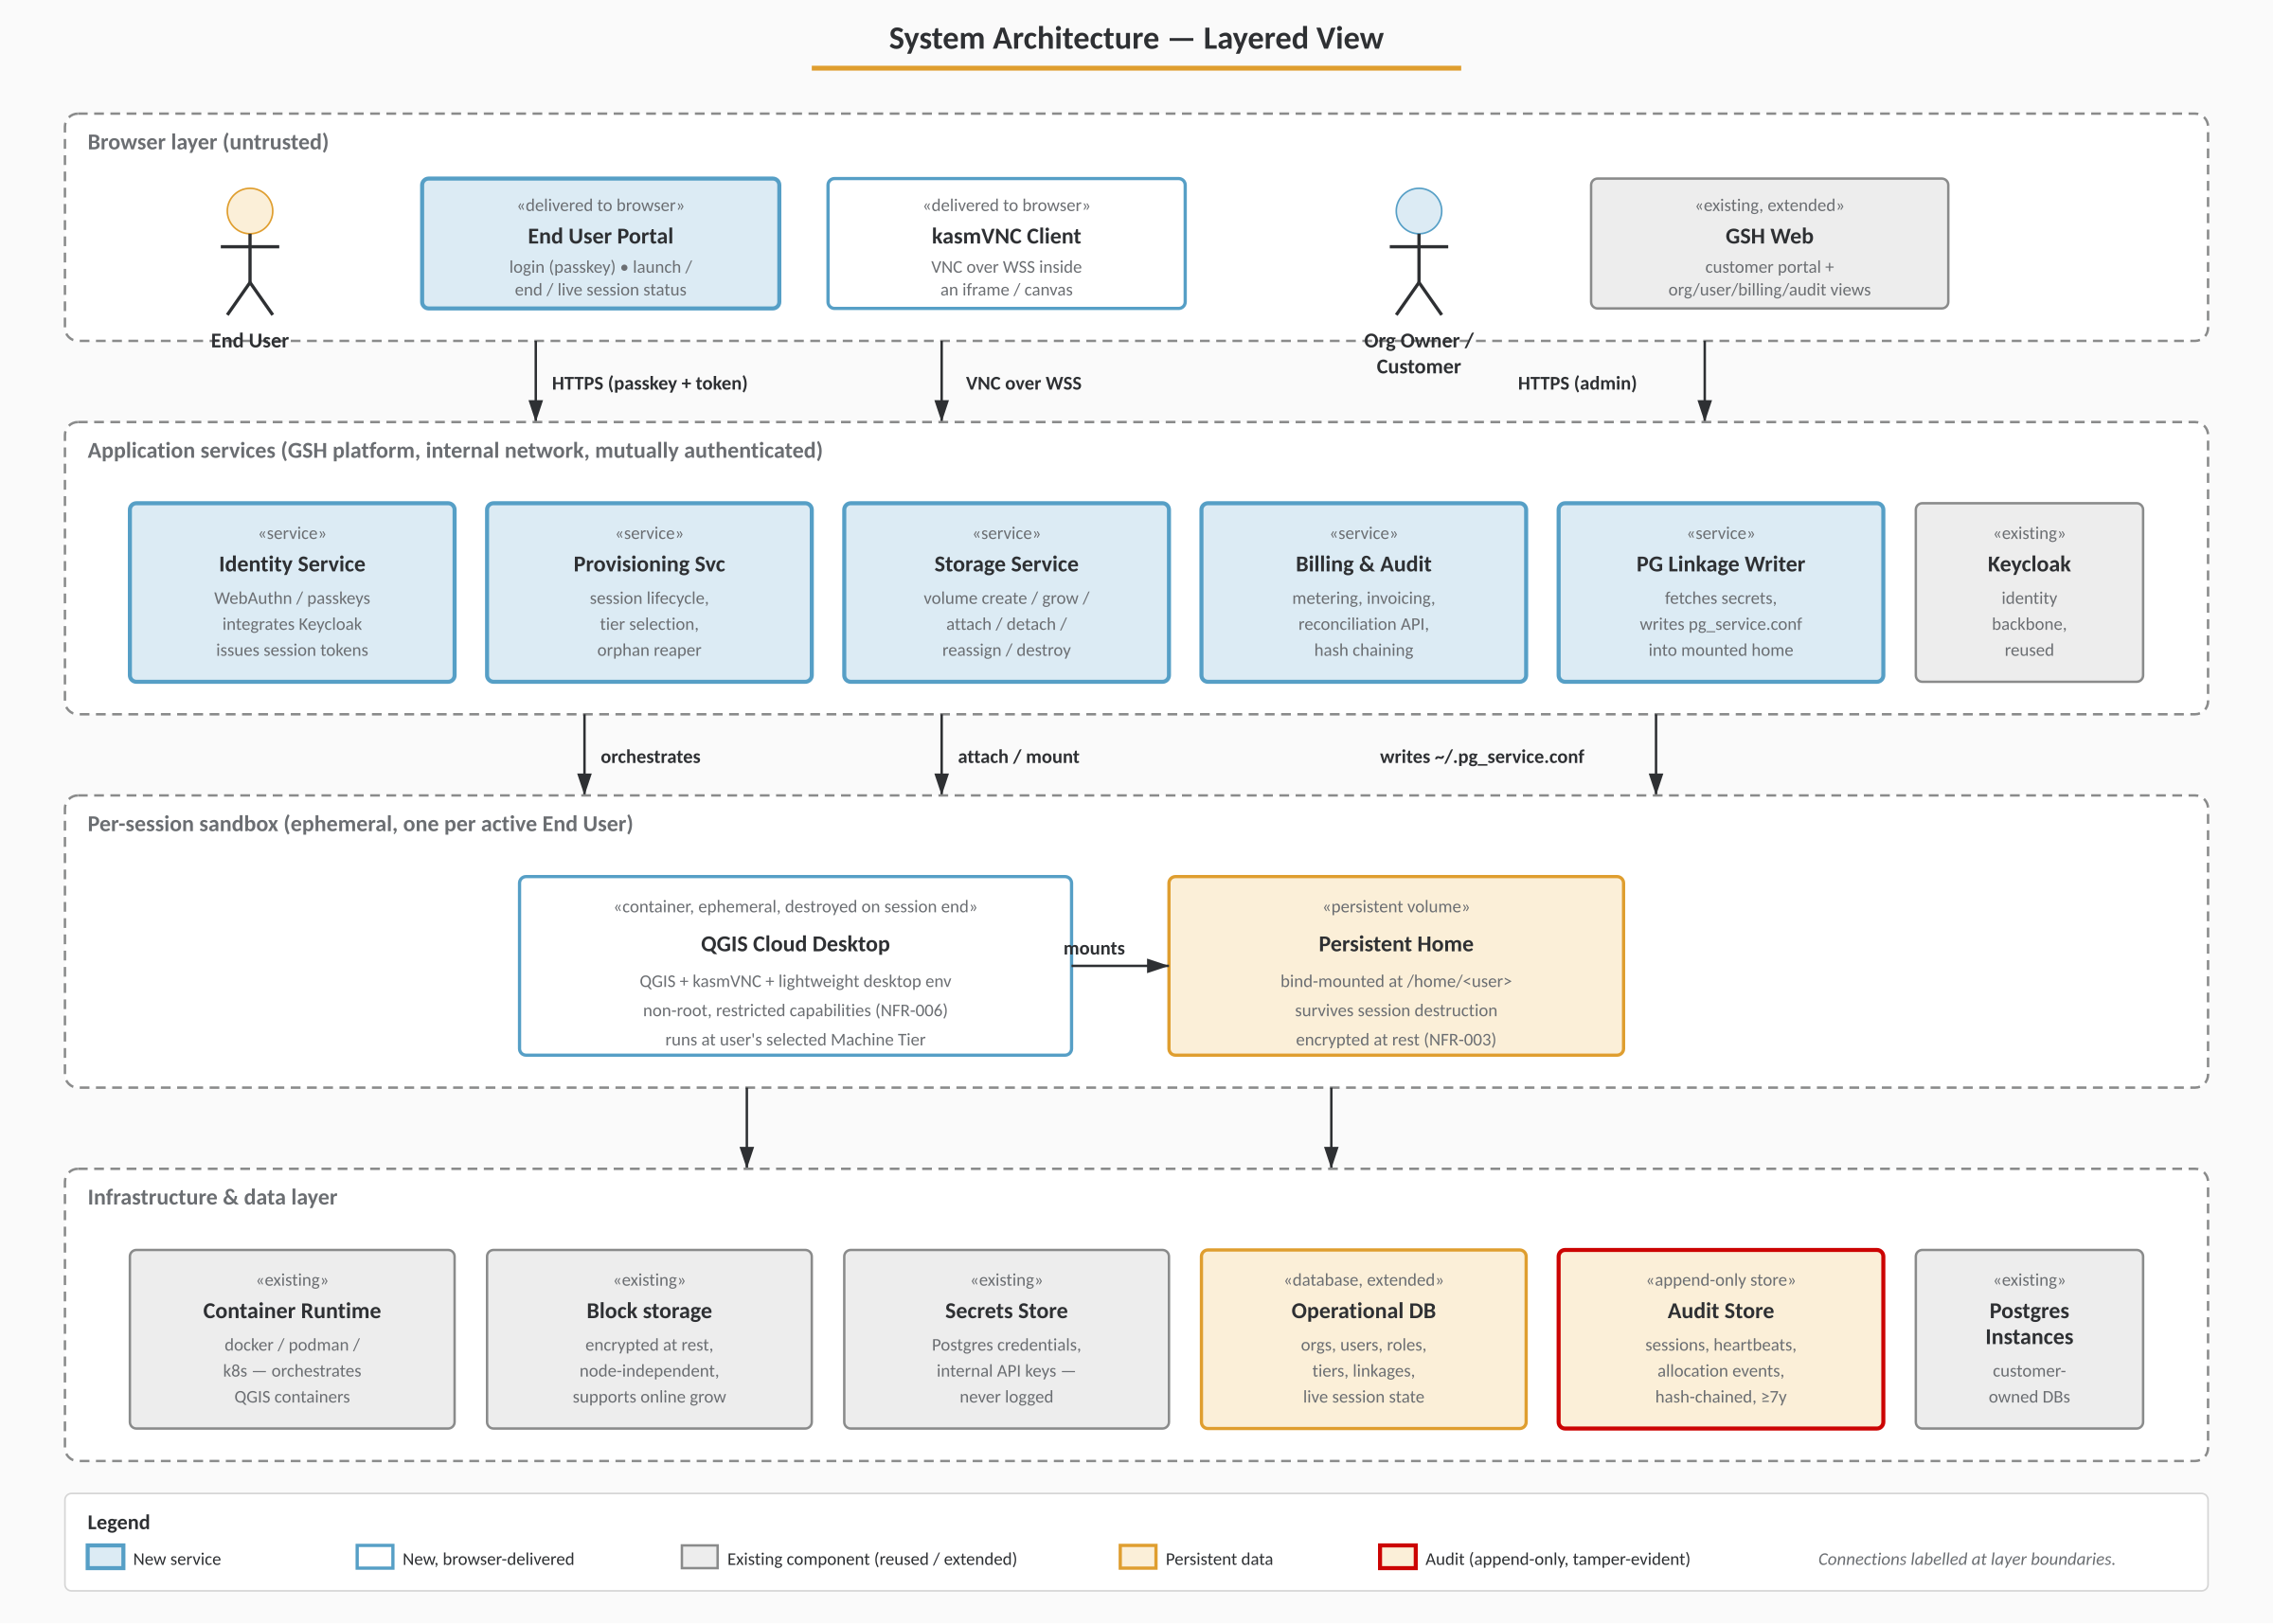 System Architecture — Layered View
Browser layer (untrusted)
End User
«delivered to browser»
End User Portal
login (passkey) • launch /
end / live session status
«delivered to browser»
kasmVNC Client
VNC over WSS inside
an iframe / canvas
Org Owner /
Customer
«existing, extended»
GSH Web
customer portal +
org/user/billing/audit views
HTTPS (passkey + token)
VNC over WSS
HTTPS (admin)
Application services (GSH platform, internal network, mutually authenticated)
«service»
Identity Service
WebAuthn / passkeys
integrates Keycloak
issues session tokens
«service»
Provisioning Svc
session lifecycle,
tier selection,
orphan reaper
«service»
Storage Service
volume create / grow /
attach / detach /
reassign / destroy
«service»
Billing & Audit
metering, invoicing,
reconciliation API,
hash chaining
«service»
PG Linkage Writer
fetches secrets,
writes pg_service.conf
into mounted home
«existing»
Keycloak
identity
backbone,
reused
orchestrates
attach / mount
writes ~/.pg_service.conf
Per-session sandbox (ephemeral, one per active End User)
«container, ephemeral, destroyed on session end»
QGIS Cloud Desktop
QGIS + kasmVNC + lightweight desktop env
non-root, restricted capabilities (NFR-006)
runs at user's selected Machine Tier
mounts
«persistent volume»
Persistent Home
bind-mounted at /home/<user>
survives session destruction
encrypted at rest (NFR-003)
Infrastructure & data layer
«existing»
Container Runtime
docker / podman /
k8s — orchestrates
QGIS containers
«existing»
Block storage
encrypted at rest,
node-independent,
supports online grow
«existing»
Secrets Store
Postgres credentials,
internal API keys —
never logged
«database, extended»
Operational DB
orgs, users, roles,
tiers, linkages,
live session state
«append-only store»
Audit Store
sessions, heartbeats,
allocation events,
hash-chained, ≥7y
«existing»
Postgres
Instances
customer-
owned DBs
Legend
New service
New, browser-delivered
Existing component (reused / extended)
Persistent data
Audit (append-only, tamper-evident)
Connections labelled at layer boundaries.